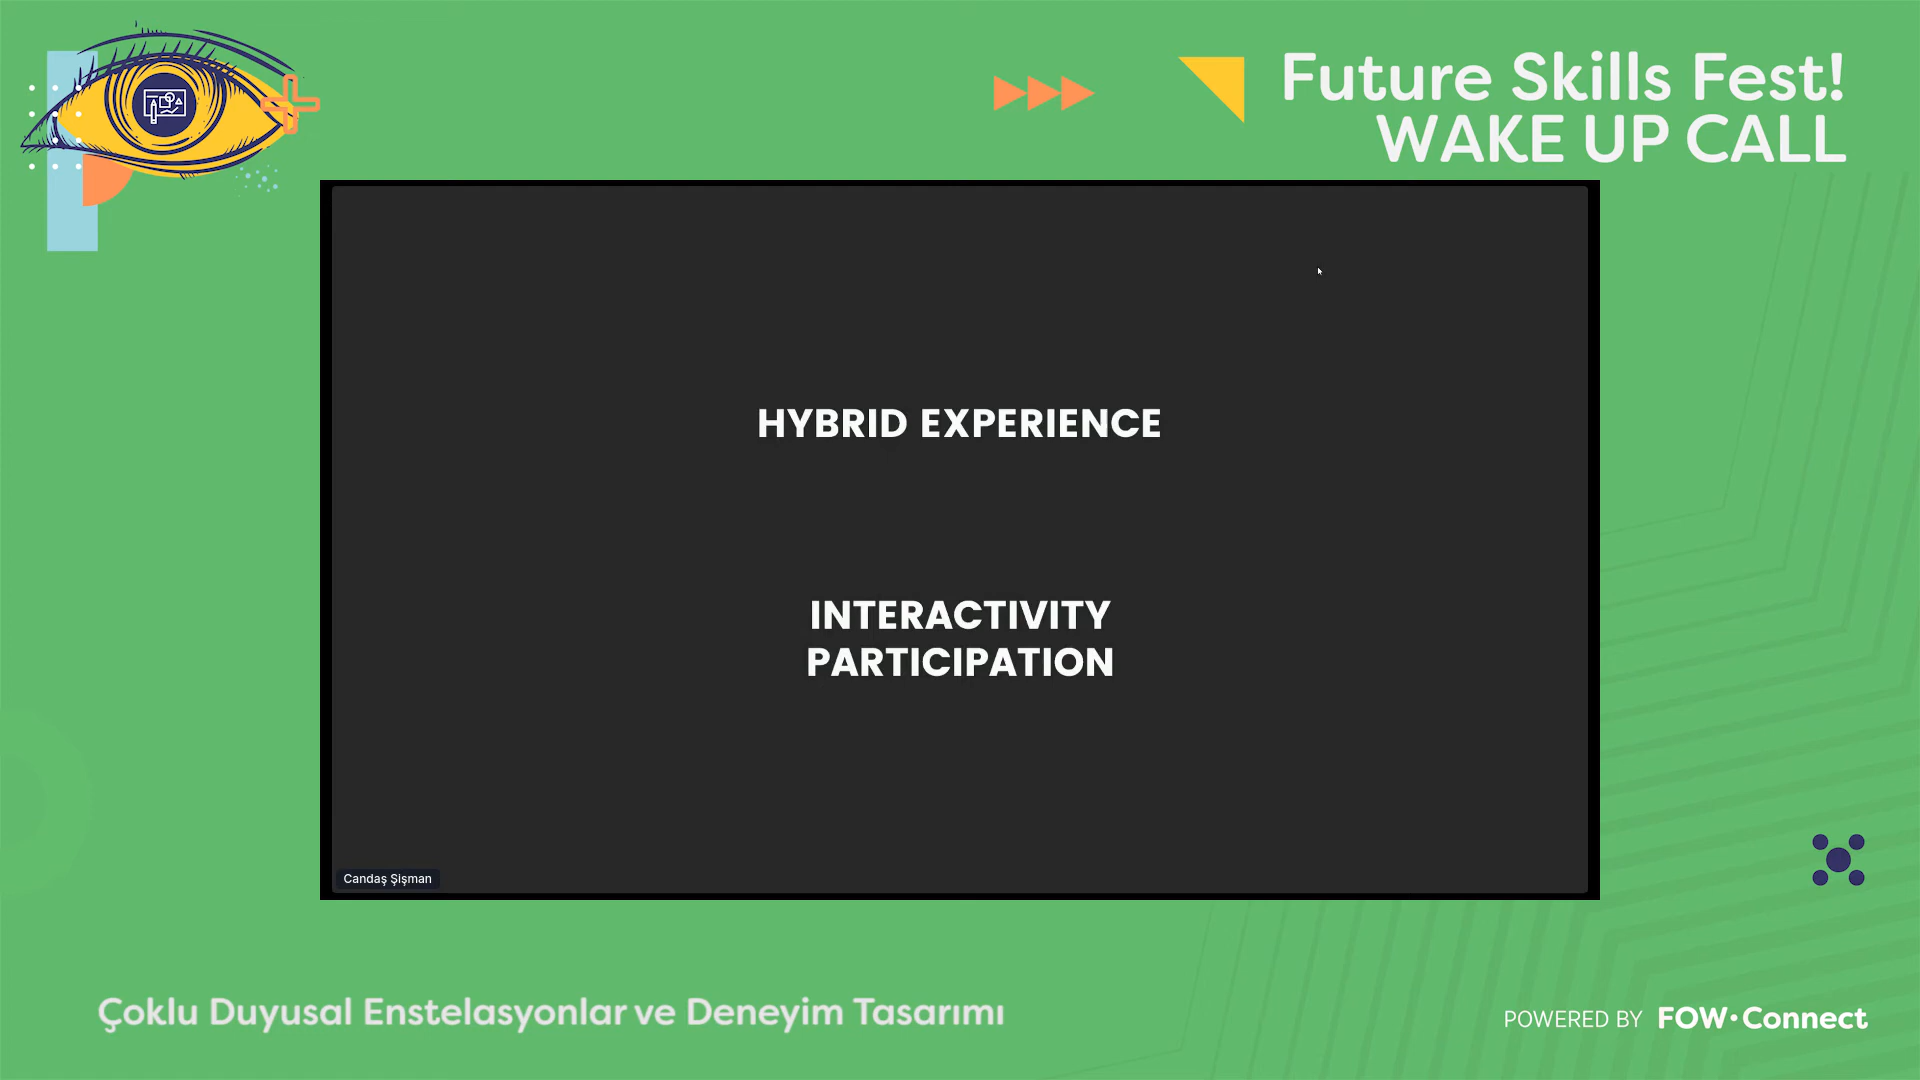 Future Skills Fest!
WAKE UP CALL
HYBRID EXPERIENCE
INTERACTIVITY
PARTICIPATION
Candaş Şişman
Çoklu Duyusal Enstelasyonlar ve Deneyim Tasarımı
POWERED BY FOW·Connect